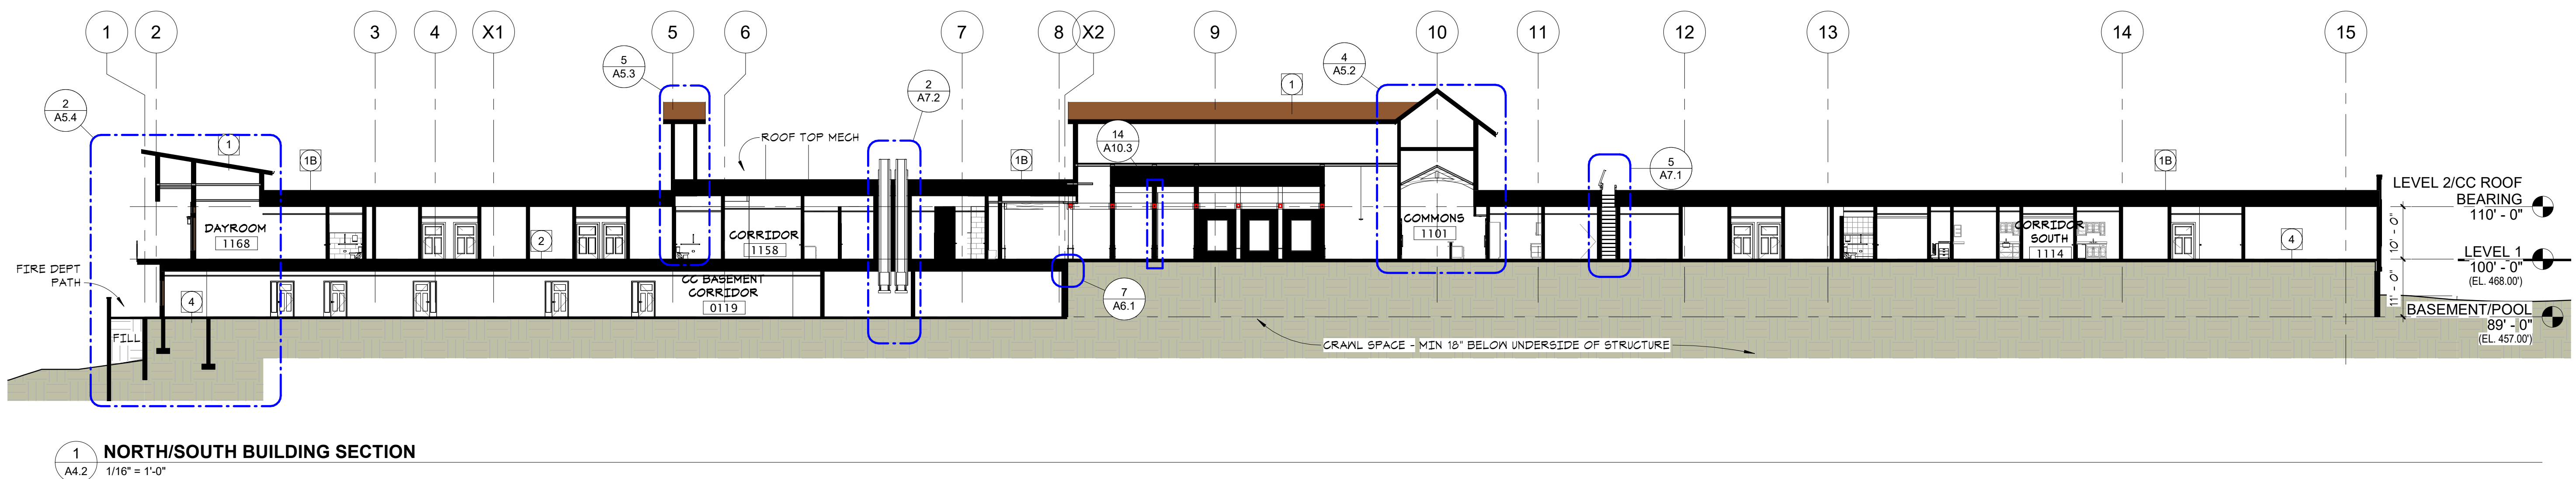 1
2
3
4
X1
5
6
7
8
X2
9
10
11
12
13
14
15
5
A5.3
2
A7.2
4
A5.2
2
A5.4
1
1
1B
ROOF TOP MECH
14
A10.3
1B
5
A7.1
1B
LEVEL 2/CC ROOF
BEARING
110' - 0"
DAYROOM
1168
2
CORRIDOR
1158
COMMONS
1101
CORRIDOR
SOUTH
1114
4
10' - 0"
LEVEL 1
100' - 0"
(EL. 468.00')
11' - 0"
FIRE DEPT
PATH
4
CC BASEMENT
CORRIDOR
0119
7
A6.1
BASEMENT/POOL
89' - 0"
(EL. 457.00')
FILL
CRAWL SPACE - MIN 18" BELOW UNDERSIDE OF STRUCTURE
1
A4.2
NORTH/SOUTH BUILDING SECTION
1/16" = 1'-0"